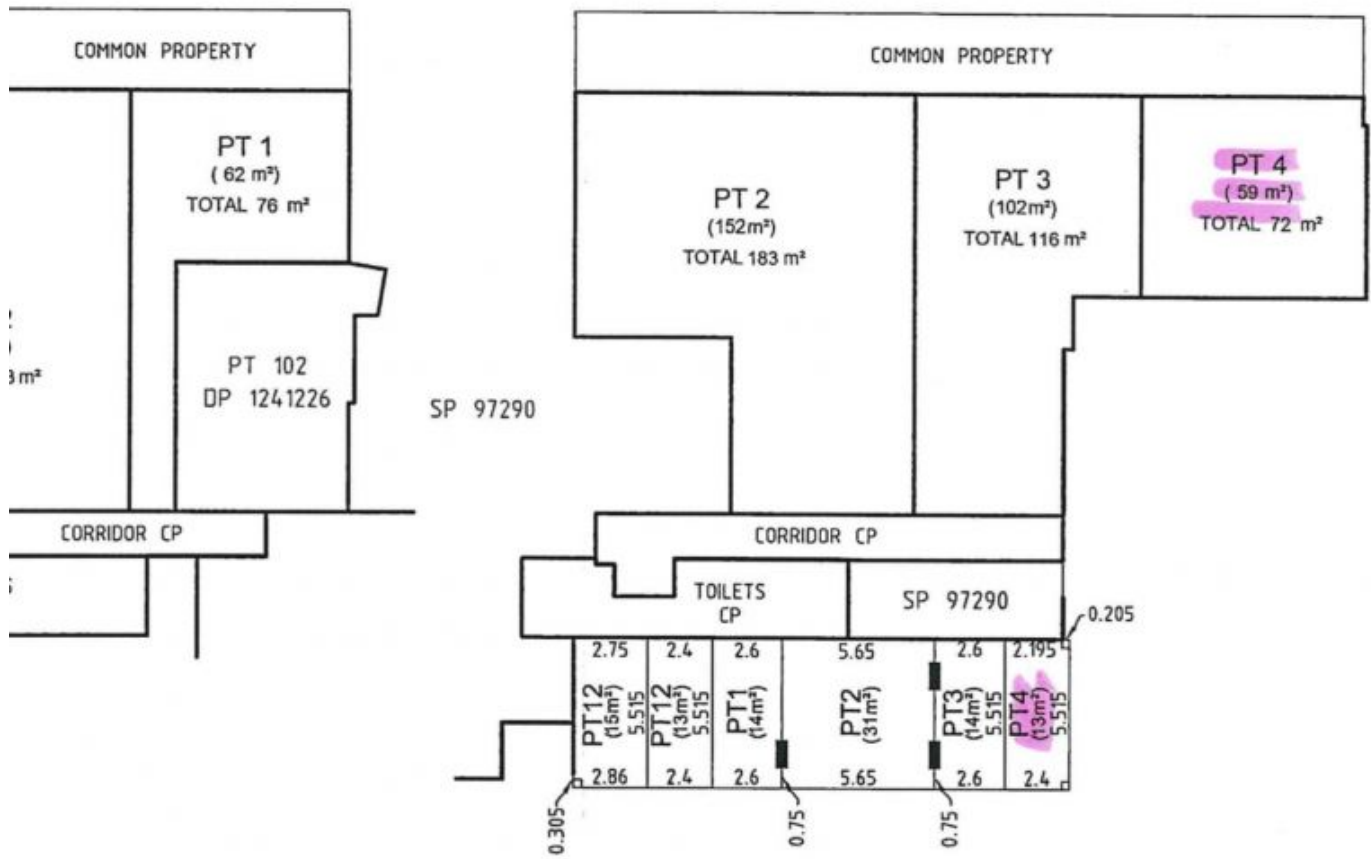 COMMON PROPERTY
COMMON PROPERTY
PT 1
( 62 m²)
TOTAL 76 m²
PT 2
(152m²)
TOTAL 183 m²
PT 3
(102m²)
TOTAL 116 m²
PT 4
( 59 m²)
TOTAL 72 m²
m²
PT 102
DP 1241226
SP 97290
CORRIDOR CP
CORRIDOR CP
TOILETS
CP
SP 97290
0.205
2.75
2.4
2.6
5.65
2.6
2.195
PT12
(15m²)
5.515
PT12
(13m²)
5.515
PT1
(14m²)
PT2
(31m²)
PT3
(14m²)
5.515
PT4
(13m²)
5.515
2.86
2.4
2.6
5.65
2.6
2.4
0.305
0.75
0.75